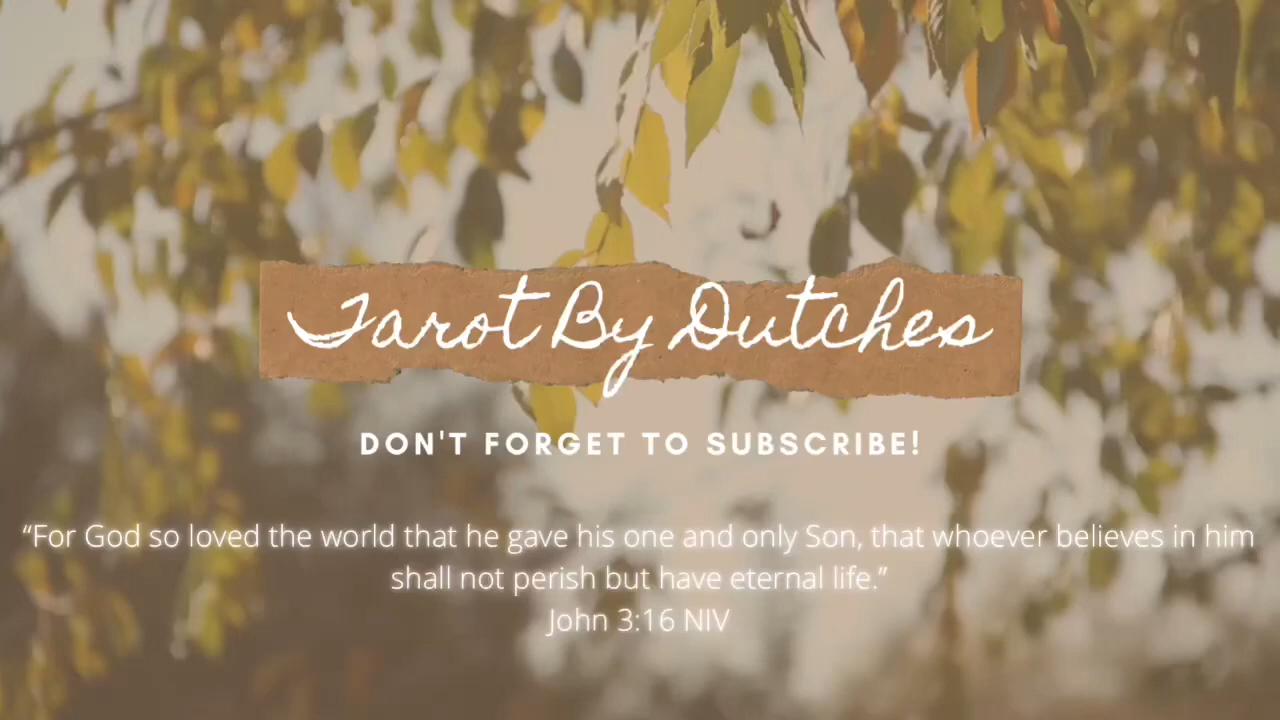 Tarot By Dutches
DON'T FORGET TO SUBSCRIBE!
“For God so loved the world that he gave his one and only Son, that whoever believes in him
shall not perish but have eternal life.”
John 3:16 NIV